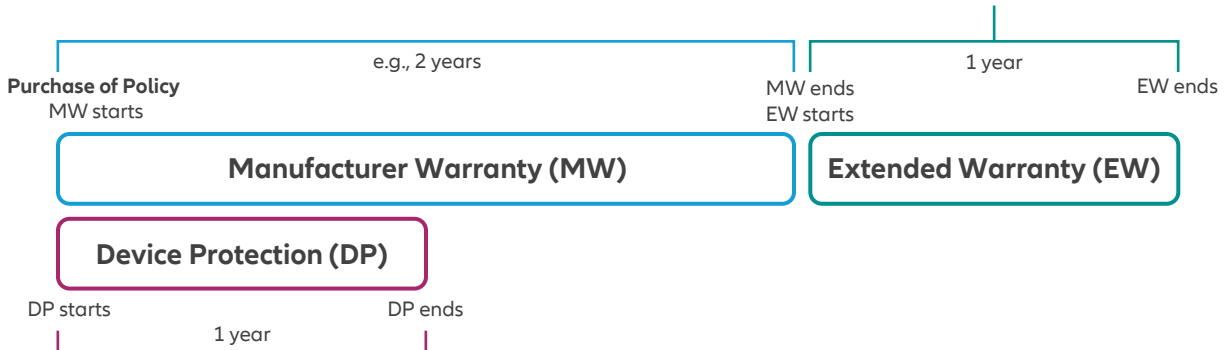 e.g., 2 years
1 year
Purchase of Policy
MW starts
MW ends
EW starts
EW ends
Manufacturer Warranty (MW)
Extended Warranty (EW)
Device Protection (DP)
DP starts
DP ends
1 year